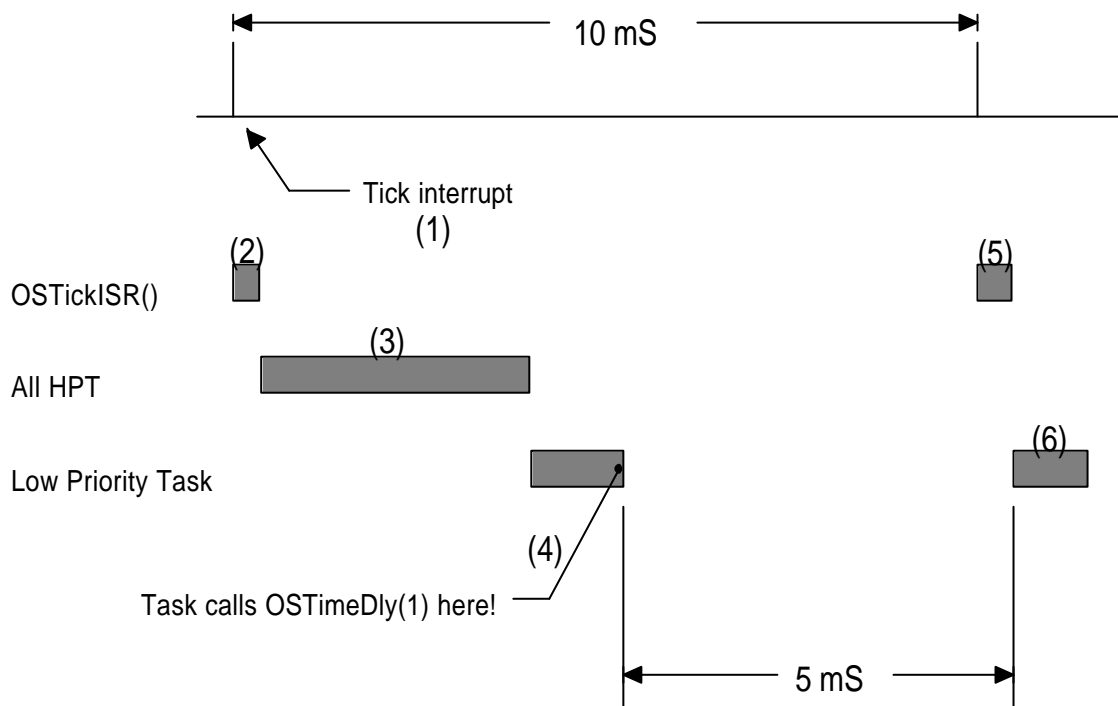 10 mS
Tick interrupt
(1)
(2)
(5)
OSTickISR()
(3)
All HPT
(6)
Low Priority Task
(4)
Task calls OSTimeDly(1) here!
5 mS